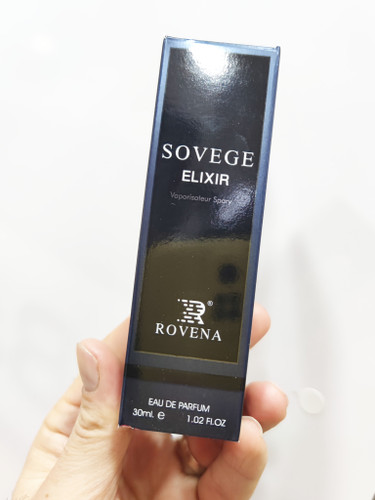 SOVEGE
ELIXIR
Vaporisateur Spary
R®
ROVENA
EAU DE PARFUM
30ml. e 1.02 FL.OZ